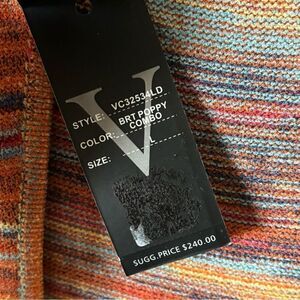 V
STYLE: VC32534LD
COLOR: BRT POPPY
COMBO
SIZE:
SUGG. PRICE $240.00